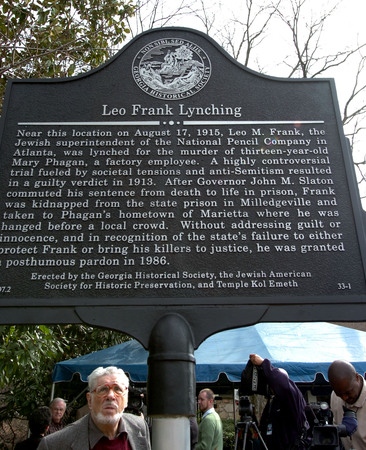 NON SIBI, SED ALIIS
GEORGIA HISTORICAL SOCIETY
Leo Frank Lynching
Near this location on August 17, 1915, Leo M. Frank, the
Jewish superintendent of the National Pencil Company in
Atlanta, was lynched for the murder of thirteen-year-old
Mary Phagan, a factory employee. A highly controversial
trial fueled by societal tensions and anti-Semitism resulted
in a guilty verdict in 1913. After Governor John M. Slaton
commuted his sentence from death to life in prison, Frank
was kidnapped from the state prison in Milledgeville and
taken to Phagan's hometown of Marietta where he was
hanged before a local crowd. Without addressing guilt or
innocence, and in recognition of the state's failure to either
protect Frank or bring his killers to justice, he was granted
a posthumous pardon in 1986.
Erected by the Georgia Historical Society, the Jewish American
Society for Historic Preservation, and Temple Kol Emeth
07.2 33-1